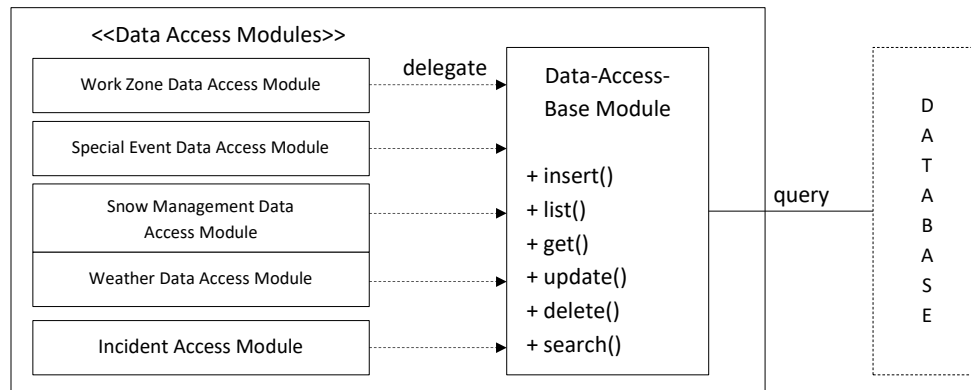 <<Data Access Modules>>
Work Zone Data Access Module
Special Event Data Access Module
Snow Management Data
Access Module
Weather Data Access Module
Incident Access Module
delegate
Data-Access-
Base Module
+ insert()
+ list()
+ get()
+ update()
+ delete()
+ search()
query
D
A
T
A
B
A
S
E